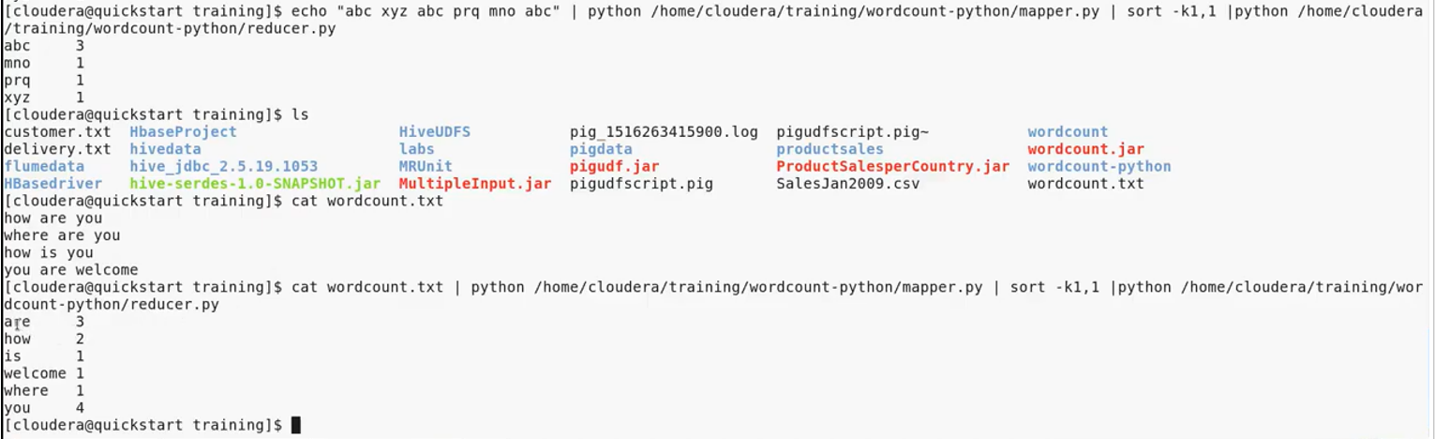 [cloudera@quickstart training]$ echo "abc xyz abc prq mno abc" | python /home/cloudera/training/wordcount-python/mapper.py | sort -k1,1 |python /home/cloudera
/training/wordcount-python/reducer.py
abc     3
mno     1
prq     1
xyz     1
[cloudera@quickstart training]$ ls
customer.txt  HbaseProject                  HiveUDFS           pig_1516263415900.log  pigudfscript.pig~           wordcount
delivery.txt  hivedata                      labs               pigdata                productsales                wordcount.jar
flumedata     hive_jdbc_2.5.19.1053         MRUnit             pigudf.jar             ProductSalesperCountry.jar  wordcount-python
HBasedriver   hive-serdes-1.0-SNAPSHOT.jar  MultipleInput.jar  pigudfscript.pig       SalesJan2009.csv            wordcount.txt
[cloudera@quickstart training]$ cat wordcount.txt
how are you
where are you
how is you
you are welcome
[cloudera@quickstart training]$ cat wordcount.txt | python /home/cloudera/training/wordcount-python/mapper.py | sort -k1,1 |python /home/cloudera/training/wor
dcount-python/reducer.py
are     3
how     2
is      1
welcome 1
where   1
you     4
[cloudera@quickstart training]$